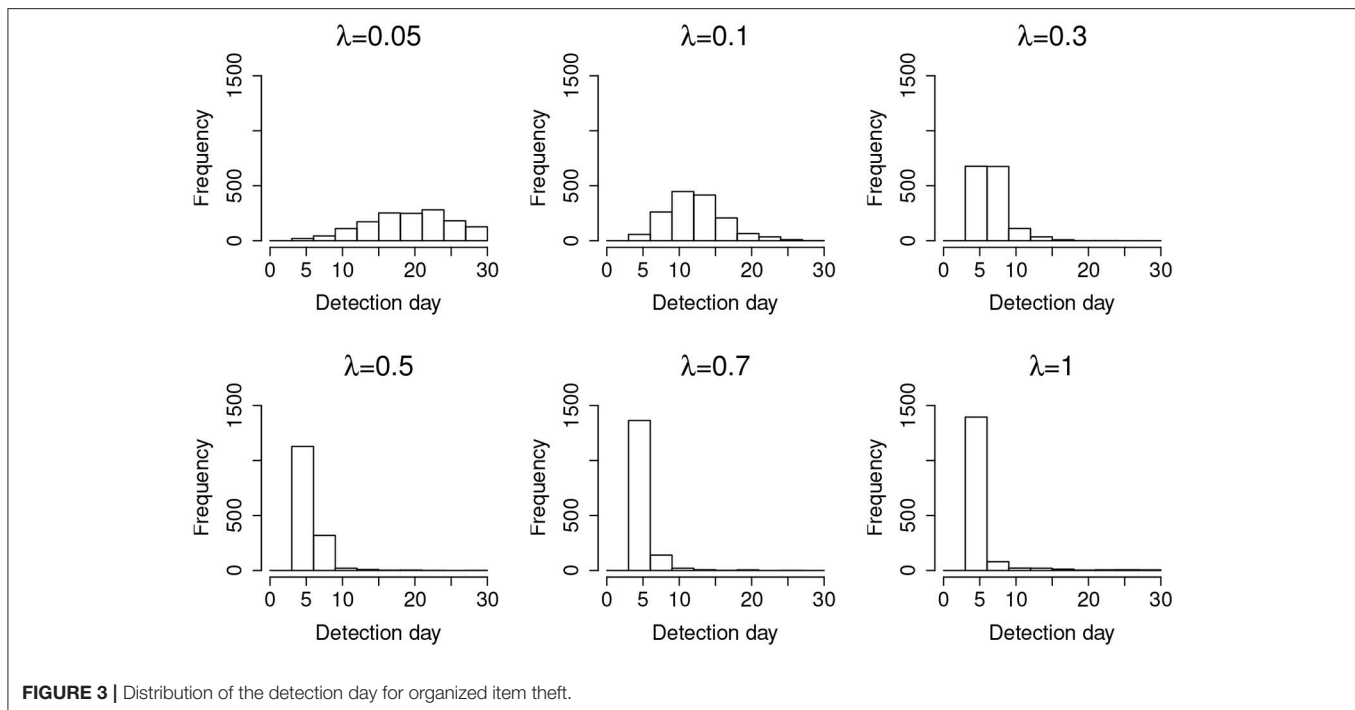 λ=0.05 λ=0.1 λ=0.3
Frequency
0 500 1500
0 5 10 20 30
Detection day
Frequency
0 500 1500
0 5 10 20 30
Detection day
Frequency
0 500 1500
0 5 10 20 30
Detection day
λ=0.5 λ=0.7 λ=1
Frequency
0 500 1500
0 5 10 20 30
Detection day
Frequency
0 500 1500
0 5 10 20 30
Detection day
Frequency
0 500 1500
0 5 10 20 30
Detection day
FIGURE 3 | Distribution of the detection day for organized item theft.